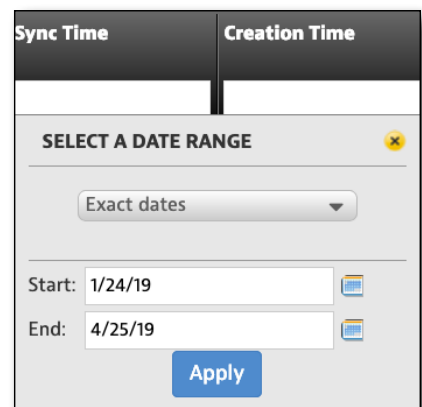 Sync Time Creation Time
SELECT A DATE RANGE
Exact dates
Start: 1/24/19
End: 4/25/19
Apply